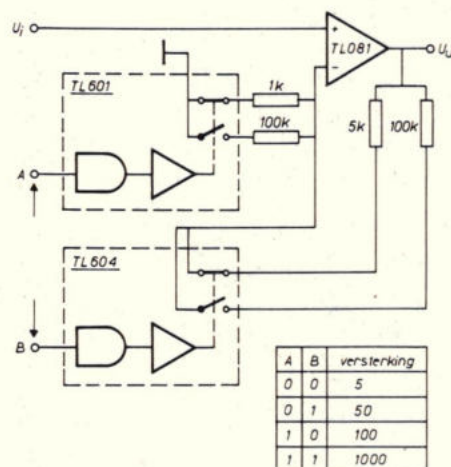 Ui
+
TL081
−
Uu
TL601
1k
100k
5k
100k
A
TL604
B
A B versterking
0 0 5
0 1 50
1 0 100
1 1 1000